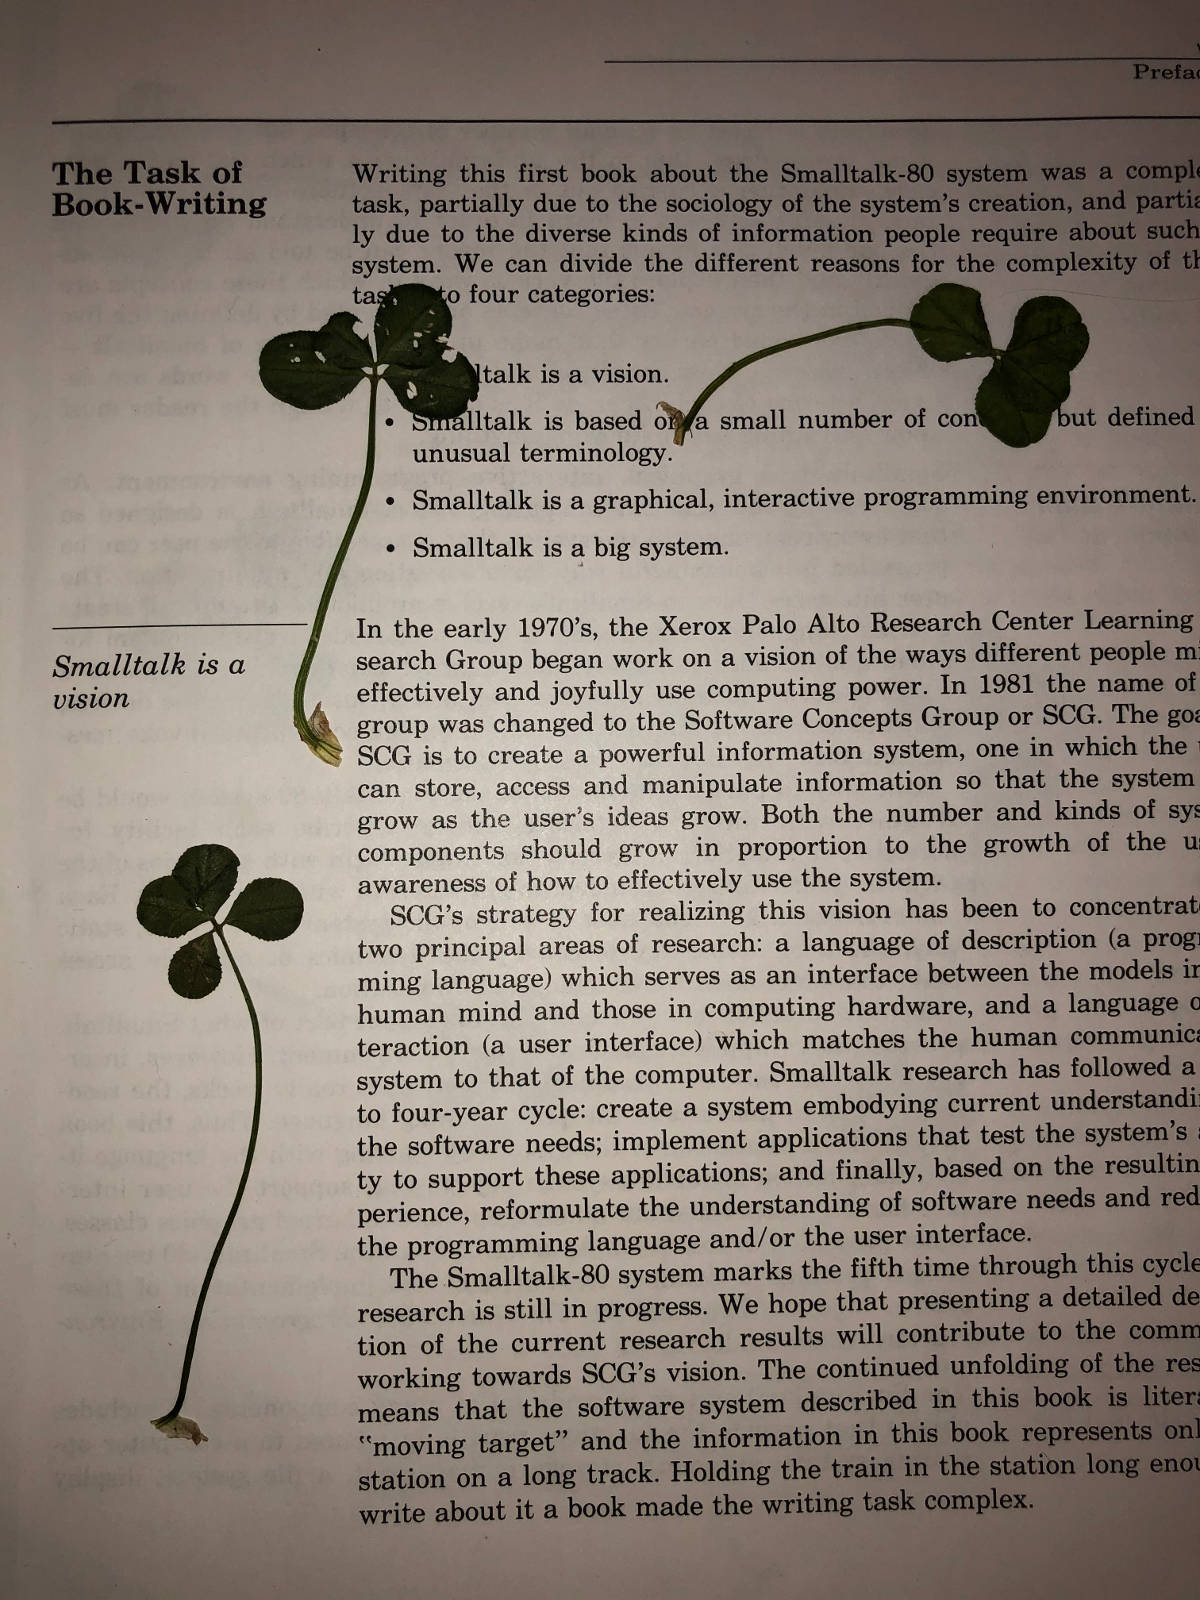 Prefac
The Task of
Book-Writing
Writing this first book about the Smalltalk-80 system was a comple
task, partially due to the sociology of the system's creation, and partia
ly due to the diverse kinds of information people require about such
system. We can divide the different reasons for the complexity of th
tas to four categories:
ltalk is a vision.
• Smalltalk is based on a small number of con but defined
unusual terminology.
• Smalltalk is a graphical, interactive programming environment.
• Smalltalk is a big system.
Smalltalk is a
vision
In the early 1970's, the Xerox Palo Alto Research Center Learning
search Group began work on a vision of the ways different people mi
effectively and joyfully use computing power. In 1981 the name of
group was changed to the Software Concepts Group or SCG. The goa
SCG is to create a powerful information system, one in which the
can store, access and manipulate information so that the system
grow as the user's ideas grow. Both the number and kinds of sys
components should grow in proportion to the growth of the u
awareness of how to effectively use the system.
SCG's strategy for realizing this vision has been to concentrat
two principal areas of research: a language of description (a prog
ming language) which serves as an interface between the models in
human mind and those in computing hardware, and a language o
teraction (a user interface) which matches the human communica
system to that of the computer. Smalltalk research has followed a
to four-year cycle: create a system embodying current understandi
the software needs; implement applications that test the system's
ty to support these applications; and finally, based on the resultin
perience, reformulate the understanding of software needs and red
the programming language and/or the user interface.
The Smalltalk-80 system marks the fifth time through this cycle
research is still in progress. We hope that presenting a detailed de
tion of the current research results will contribute to the comm
working towards SCG's vision. The continued unfolding of the res
means that the software system described in this book is litera
"moving target" and the information in this book represents onl
station on a long track. Holding the train in the station long enou
write about it a book made the writing task complex.